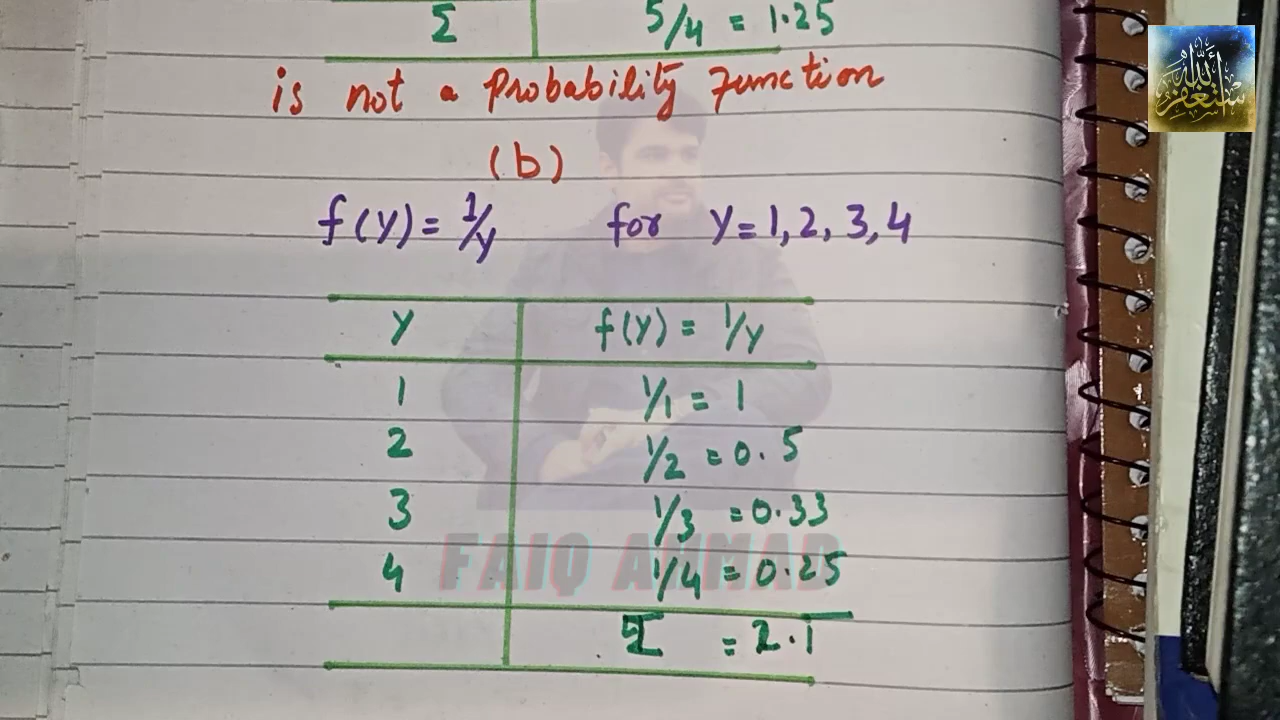 Σ 5/4 = 1.25
is not a Probability Function
(b)
f(y) = 1/y for y = 1, 2, 3, 4
y f(y) = 1/y
1 1/1 = 1
2 1/2 = 0.5
3 1/3 = 0.33
4 1/4 = 0.25
Σ = 2.1
FAIQ AHMAD
أستغفر الله